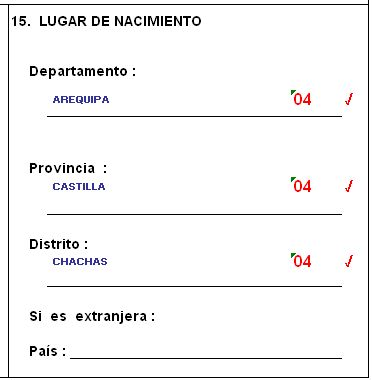 15. LUGAR DE NACIMIENTO
Departamento :
AREQUIPA 04 √
Provincia :
CASTILLA 04 √
Distrito :
CHACHAS 04 √
Si es extranjera :
País :